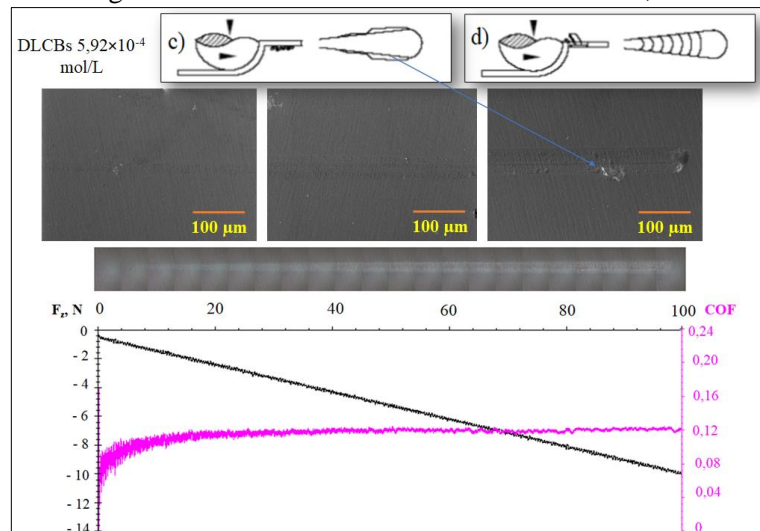 DLCBs 5,92×10⁻⁴
mol/L
c)
d)
100 µm
100 µm
100 µm
Fz, N
0
20
40
60
80
100
COF
0
- 2
- 4
- 6
- 8
- 10
- 12
- 14
0,24
0,20
0,16
0,12
0,08
0,04
0